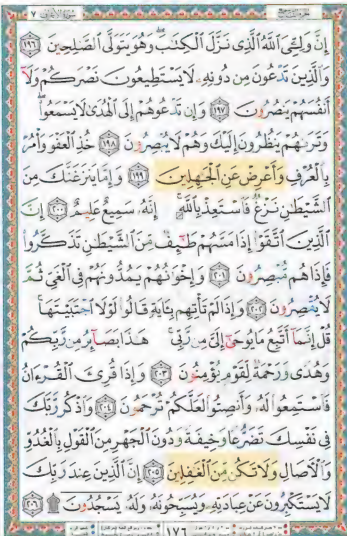 سورة الأعراف ٧
إِنَّ وَلِـِّۧيَ ٱللَّهُ ٱلَّذِي نَزَّلَ ٱلۡكِتَٰبَۖ وَهُوَ يَتَوَلَّى ٱلصَّٰلِحِينَ ١٩٦
وَٱلَّذِينَ تَدۡعُونَ مِن دُونِهِۦ لَا يَسۡتَطِيعُونَ نَصۡرَكُمۡ وَلَآ
أَنفُسَهُمۡ يَنصُرُونَ ١٩٧ وَإِن تَدۡعُوهُمۡ إِلَى ٱلۡهُدَىٰ لَا يَسۡمَعُواْۖ
وَتَرَىٰهُمۡ يَنظُرُونَ إِلَيۡكَ وَهُمۡ لَا يُبۡصِرُونَ ١٩٨ خُذِ ٱلۡعَفۡوَ وَأۡمُرۡ
بِٱلۡعُرۡفِ وَأَعۡرِضۡ عَنِ ٱلۡجَٰهِلِينَ ١٩٩ وَإِمَّا يَنزَغَنَّكَ مِنَ
ٱلشَّيۡطَٰنِ نَزۡغٞ فَٱسۡتَعِذۡ بِٱللَّهِۚ إِنَّهُۥ سَمِيعٌ عَلِيمٌ ٢٠٠ إِنَّ
ٱلَّذِينَ ٱتَّقَوۡاْ إِذَا مَسَّهُمۡ طَٰٓئِفٞ مِّنَ ٱلشَّيۡطَٰنِ تَذَكَّرُواْ
فَإِذَا هُم مُّبۡصِرُونَ ٢٠١ وَإِخۡوَٰنُهُمۡ يَمُدُّونَهُمۡ فِي ٱلۡغَيِّ ثُمَّ
لَا يُقۡصِرُونَ ٢٠٢ وَإِذَا لَمۡ تَأۡتِهِم بِـَٔايَةٖ قَالُواْ لَوۡلَا ٱجۡتَبَيۡتَهَاۚ
قُلۡ إِنَّمَآ أَتَّبِعُ مَا يُوحَىٰٓ إِلَيَّ مِن رَّبِّيۚ هَٰذَا بَصَآئِرُ مِن رَّبِّكُمۡ
وَهُدٗى وَرَحۡمَةٞ لِّقَوۡمٖ يُؤۡمِنُونَ ٢٠٣ وَإِذَا قُرِئَ ٱلۡقُرۡءَانُ
فَٱسۡتَمِعُواْ لَهُۥ وَأَنصِتُواْ لَعَلَّكُمۡ تُرۡحَمُونَ ٢٠٤ وَٱذۡكُر رَّبَّكَ
فِي نَفۡسِكَ تَضَرُّعٗا وَخِيفَةٗ وَدُونَ ٱلۡجَهۡرِ مِنَ ٱلۡقَوۡلِ بِٱلۡغُدُوِّ
وَٱلۡأٓصَالِ وَلَا تَكُن مِّنَ ٱلۡغَٰفِلِينَ ٢٠٥ إِنَّ ٱلَّذِينَ عِندَ رَبِّكَ
لَا يَسۡتَكۡبِرُونَ عَنۡ عِبَادَتِهِۦ وَيُسَبِّحُونَهُۥ وَلَهُۥ يَسۡجُدُونَۤ۩ ٢٠٦
١٧٦